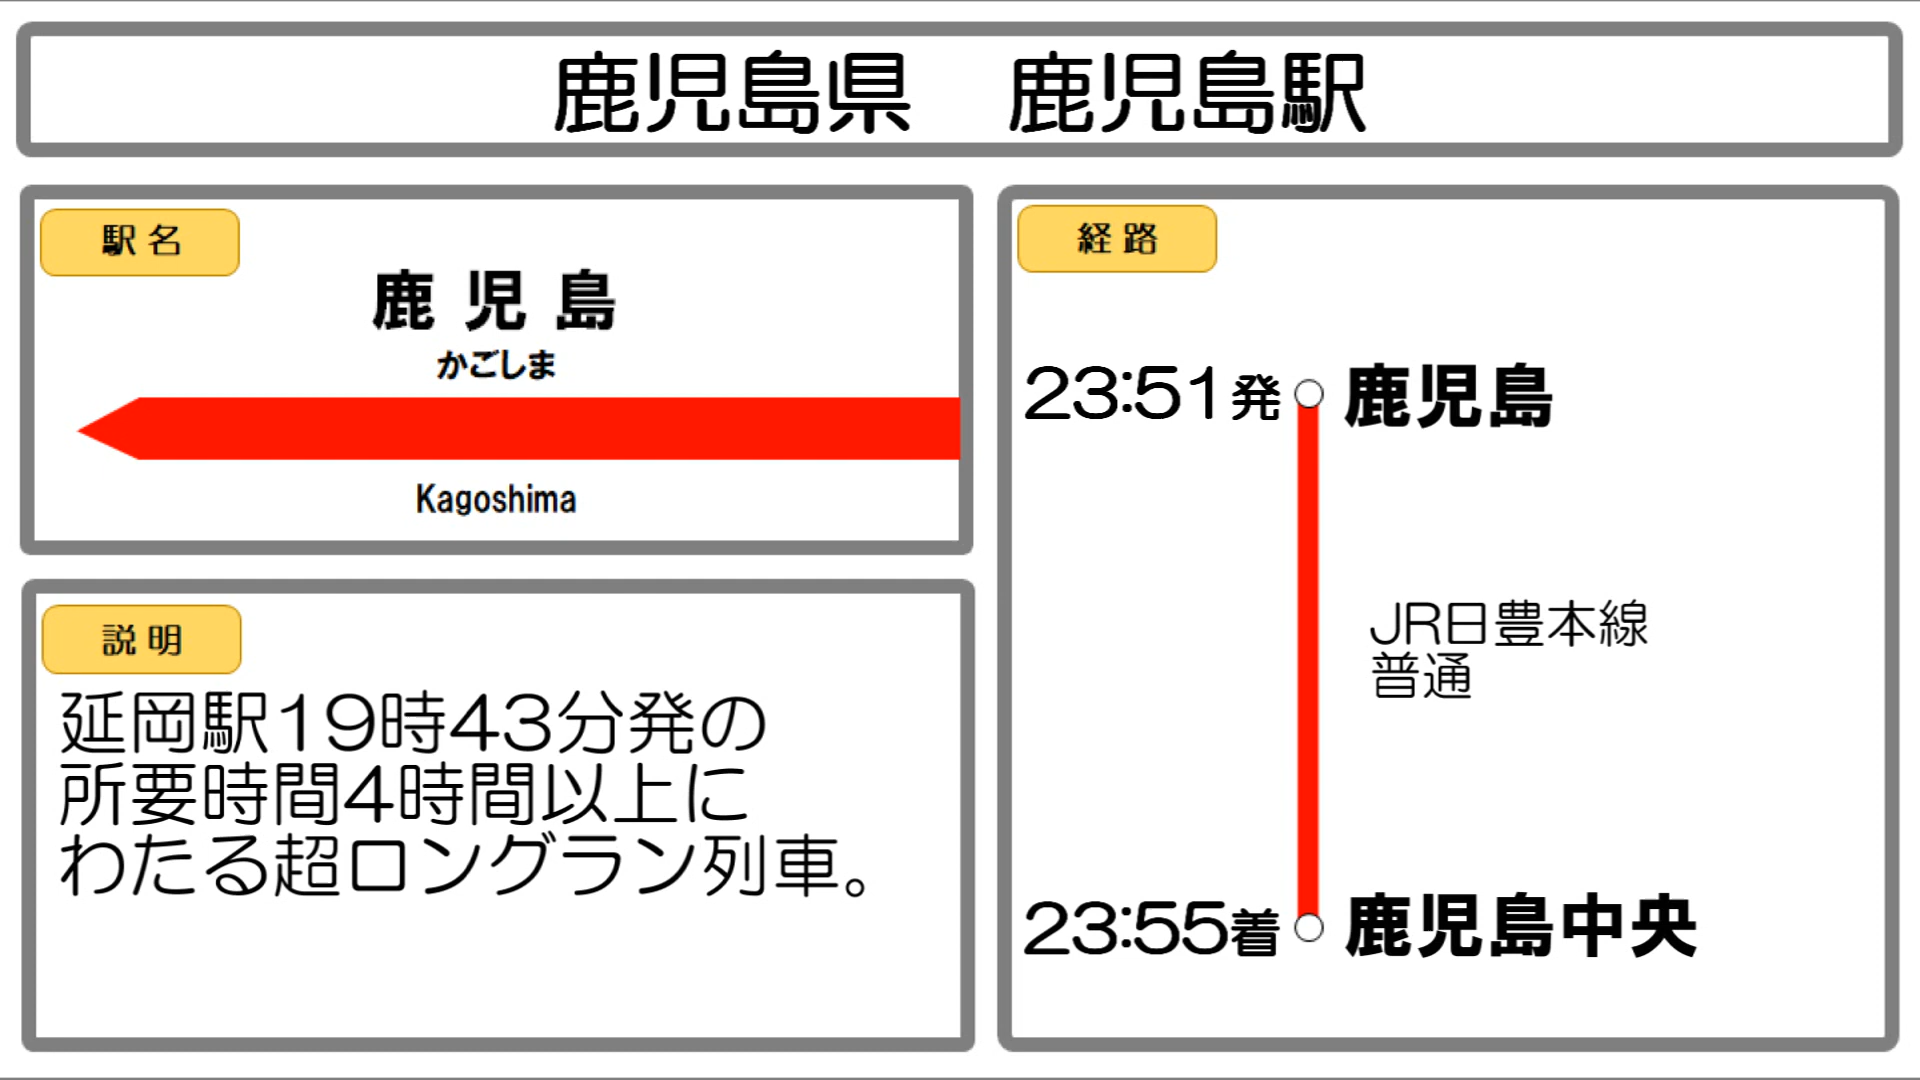 鹿児島県　鹿児島駅
駅名
鹿児島
かごしま
Kagoshima
説明
延岡駅19時43分発の
所要時間4時間以上に
わたる超ロングラン列車。
経路
23:51発 鹿児島
JR日豊本線
普通
23:55着 鹿児島中央